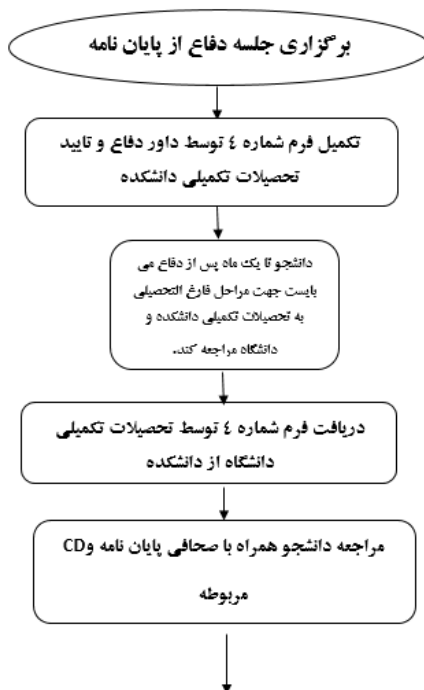 برگزاری جلسه دفاع از پایان نامه
تکمیل فرم شماره ٤ توسط داور دفاع و تایید
تحصیلات تکمیلی دانشکده
دانشجو تا یک ماه پس از دفاع می
بایست جهت مراحل فارغ التحصیلی
به تحصیلات تکمیلی دانشکده و
دانشگاه مراجعه کند.
دریافت فرم شماره ٤ توسط تحصیلات تکمیلی
دانشگاه از دانشکده
مراجعه دانشجو همراه با صحافی پایان نامه وCD
مربوطه